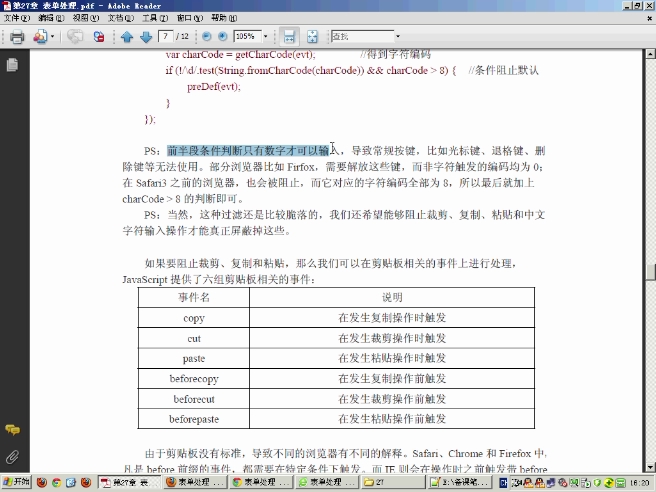 第27章 表单处理.pdf - Adobe Reader
文件(F) 编辑(E) 视图(V) 文档(D) 工具(T) 窗口(W) 帮助(H)
7 / 12 105% 查找
var charCode = getCharCode(evt); //得到字符编码
if (!/\d/.test(String.fromCharCode(charCode)) && charCode > 8) { //条件阻止默认
preDef(evt);
}
});
PS：前半段条件判断只有数字才可以输入，导致常规按键，比如光标键、退格键、删
除键等无法使用。部分浏览器比如 Firfox，需要解放这些键，而非字符触发的编码均为 0；
在 Safari3 之前的浏览器，也会被阻止，而它对应的字符编码全部为 8，所以最后就加上
charCode > 8 的判断即可。
PS：当然，这种过滤还是比较脆落的，我们还希望能够阻止裁剪、复制、粘贴和中文
字符输入操作才能真正屏蔽掉这些。
如果要阻止裁剪、复制和粘贴，那么我们可以在剪贴板相关的事件上进行处理，
JavaScript 提供了六组剪贴板相关的事件：
事件名 说明
copy 在发生复制操作时触发
cut 在发生裁剪操作时触发
paste 在发生粘贴操作时触发
beforecopy 在发生复制操作前触发
beforecut 在发生裁剪操作前触发
beforepaste 在发生粘贴操作前触发
由于剪贴板没有标准，导致不同的浏览器有不同的解释。Safari、Chrome 和 Firefox 中，
凡是 before 前缀的事件，都需要在特定条件下触发。而 IE 则会在操作时之前触发带 before
开始 第27章 表... 表单处理 ... 表单处理 ... 表单处理 ... 27 Z:\备课笔... 16:20